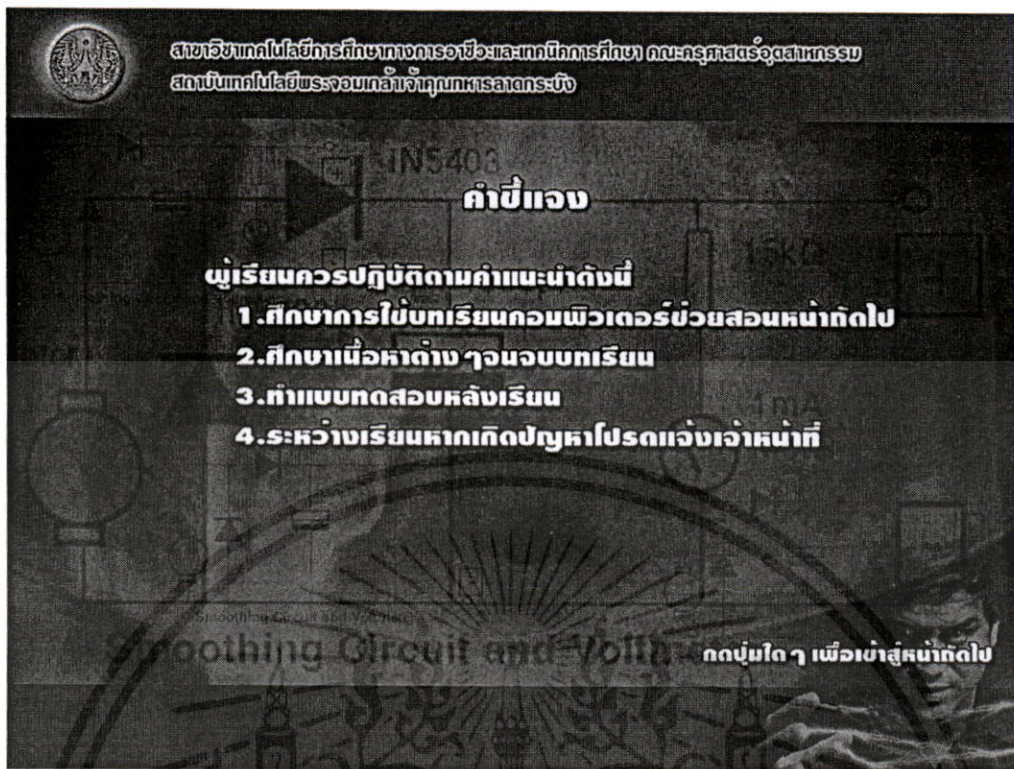 สาขาวิชาเทคโนโลยีการศึกษาทางการอาชีวะและเทคนิคการศึกษา คณะครุศาสตร์อุตสาหกรรม
สถาบันเทคโนโลยีพระจอมเกล้าเจ้าคุณทหารลาดกระบัง
IN5403
คำชี้แจง
15kΩ
ผู้เรียนควรปฏิบัติตามคำแนะนำดังนี้
1.ศึกษาการใช้บทเรียนคอมพิวเตอร์ช่วยสอนหน้าถัดไป
2.ศึกษาเนื้อหาต่าง ๆจนจบบทเรียน
3.ทำแบบทดสอบหลังเรียน
1mA
4.ระหว่างเรียนหากเกิดปัญหาโปรดแจ้งเจ้าหน้าที่
Smoothing Circuit and
กดปุ่มใด ๆ เพื่อเข้าสู่หน้าถัดไป